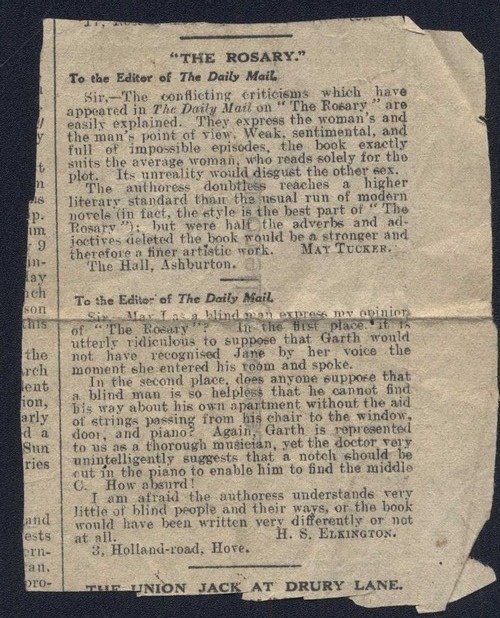 "THE ROSARY."
To the Editor of The Daily Mail.
Sir,—The conflicting criticisms which have
appeared in The Daily Mail on "The Rosary" are
easily explained. They express the woman's and
the man's point of view. Weak, sentimental, and
full of impossible episodes, the book exactly
suits the average woman, who reads solely for the
plot. Its unreality would disgust the other sex.
The authoress doubtless reaches a higher
literary standard than the usual run of modern
novels (in fact, the style is the best part of "The
Rosary"); but were half the adverbs and ad-
jectives deleted the book would be a stronger and
therefore a finer artistic work. MAY TUCKER.
The Hall, Ashburton.
To the Editor of The Daily Mail.
Sir,—May I as a blind man express my opinion
of "The Rosary"? In the first place, it is
utterly ridiculous to suppose that Garth would
not have recognised Jane by her voice the
moment she entered his room and spoke.
In the second place, does anyone suppose that
a blind man is so helpless that he cannot find
his way about his own apartment without the aid
of strings passing from his chair to the window,
door, and piano? Again, Garth is represented
to us as a thorough musician, yet the doctor very
unintelligently suggests that a notch should be
cut in the piano to enable him to find the middle
C. How absurd!
I am afraid the authoress understands very
little of blind people and their ways, or the book
would have been written very differently or not
at all. H. S. ELKINGTON.
3, Holland-road, Hove.
THE UNION JACK AT DRURY LANE.